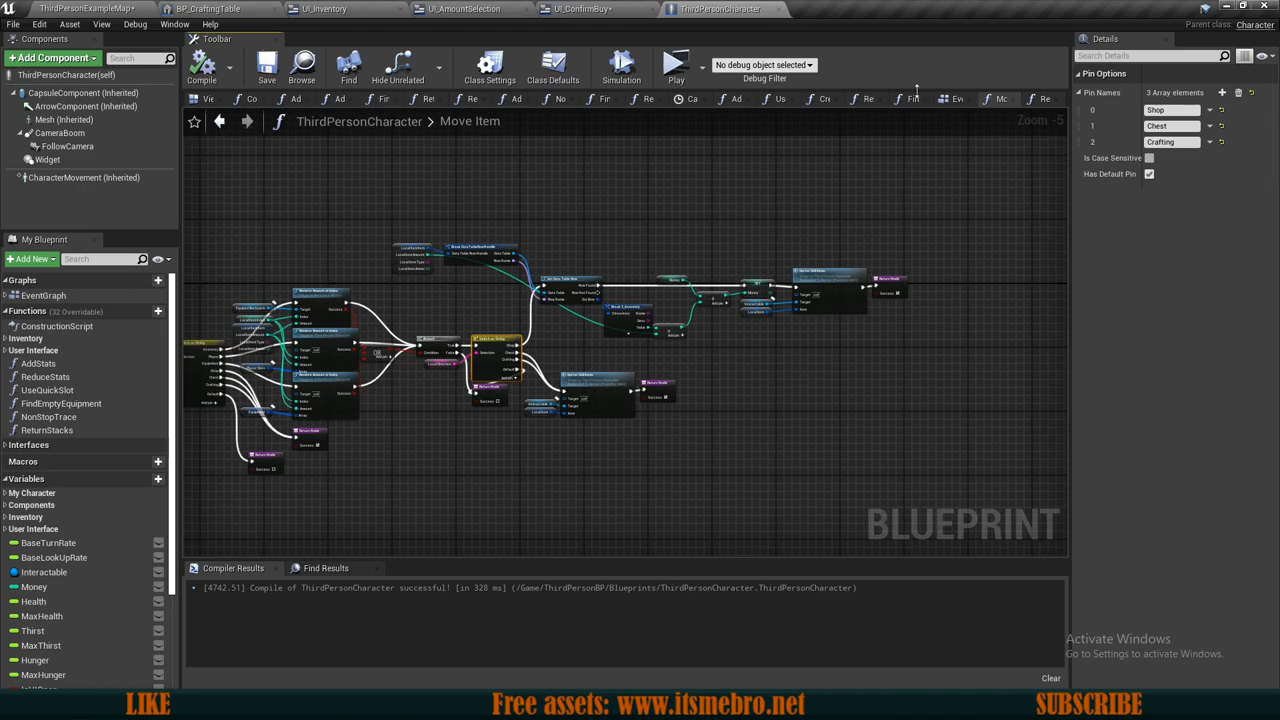 ThirdPersonExampleMap•
BP_CraftingTable
UI_Inventory
UI_AmountSelection
UI_ConfirmBuy•
ThirdPersonCharacter
File Edit Asset View Debug Window Help
Parent class: Character
Components
Toolbar
Details
+ Add Component
Search
Compile
Save
Browse
Find
Hide Unrelated
Class Settings
Class Defaults
Simulation
Play
No debug object selected
Debug Filter
Search Details
ThirdPersonCharacter(self)
CapsuleComponent (Inherited)
ArrowComponent (Inherited)
Mesh (Inherited)
CameraBoom
FollowCamera
Widget
CharacterMovement (Inherited)
Pin Options
Pin Names 3 Array elements
0 Shop
1 Chest
2 Crafting
Is Case Sensitive
Has Default Pin
ThirdPersonCharacter > Move Item
Zoom -5
My Blueprint
+ Add New
Search
Graphs
EventGraph
Functions (32 Overridable)
ConstructionScript
Inventory
User Interface
AddStats
ReduceStats
UseQuickSlot
FindEmptyEquipment
NonStopTrace
ReturnStacks
Interfaces
Macros
Variables
My Character
Components
Inventory
User Interface
BaseTurnRate
BaseLookUpRate
Interactable
Money
Health
MaxHealth
Thirst
MaxThirst
Hunger
MaxHunger
BLUEPRINT
Compiler Results
Find Results
[4742.51] Compile of ThirdPersonCharacter successful! [in 328 ms] (/Game/ThirdPersonBP/Blueprints/ThirdPersonCharacter.ThirdPersonCharacter)
Clear
Activate Windows
Go to Settings to activate Windows.
LIKE
Free assets: www.itsmebro.net
SUBSCRIBE